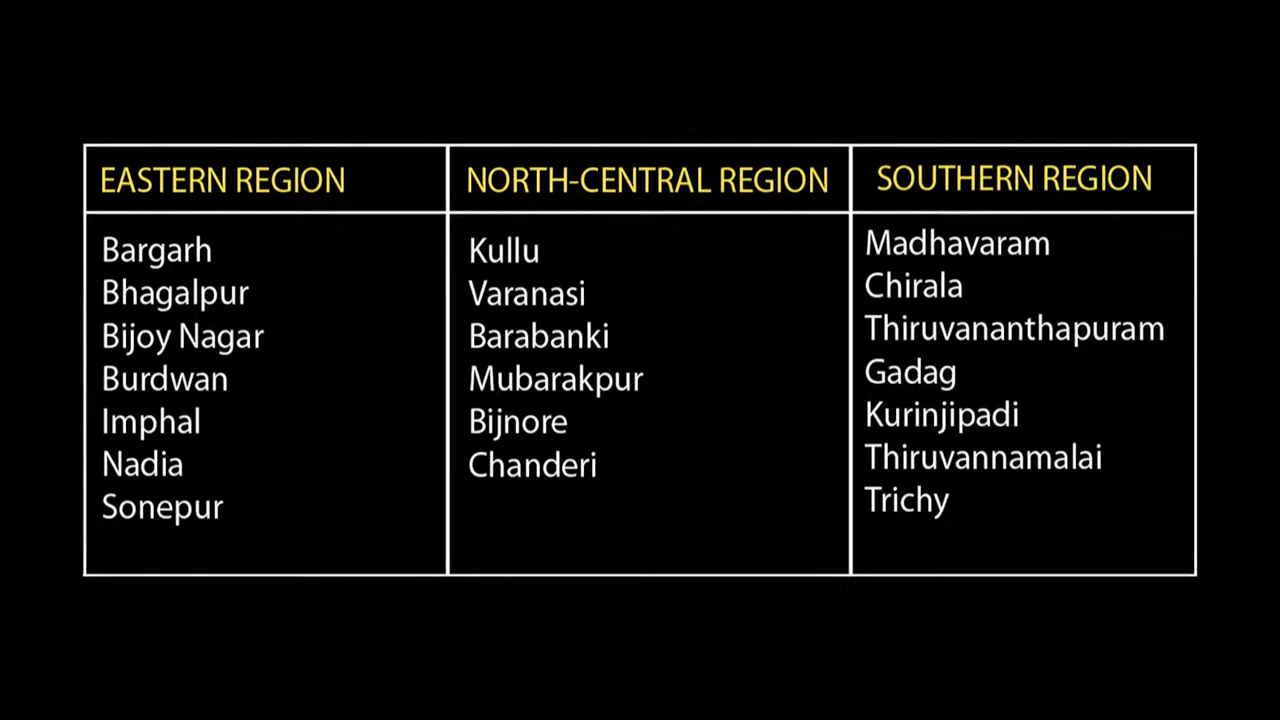 EASTERN REGION
Bargarh
Bhagalpur
Bijoy Nagar
Burdwan
Imphal
Nadia
Sonepur
NORTH-CENTRAL REGION
Kullu
Varanasi
Barabanki
Mubarakpur
Bijnore
Chanderi
SOUTHERN REGION
Madhavaram
Chirala
Thiruvananthapuram
Gadag
Kurinjipadi
Thiruvannamalai
Trichy